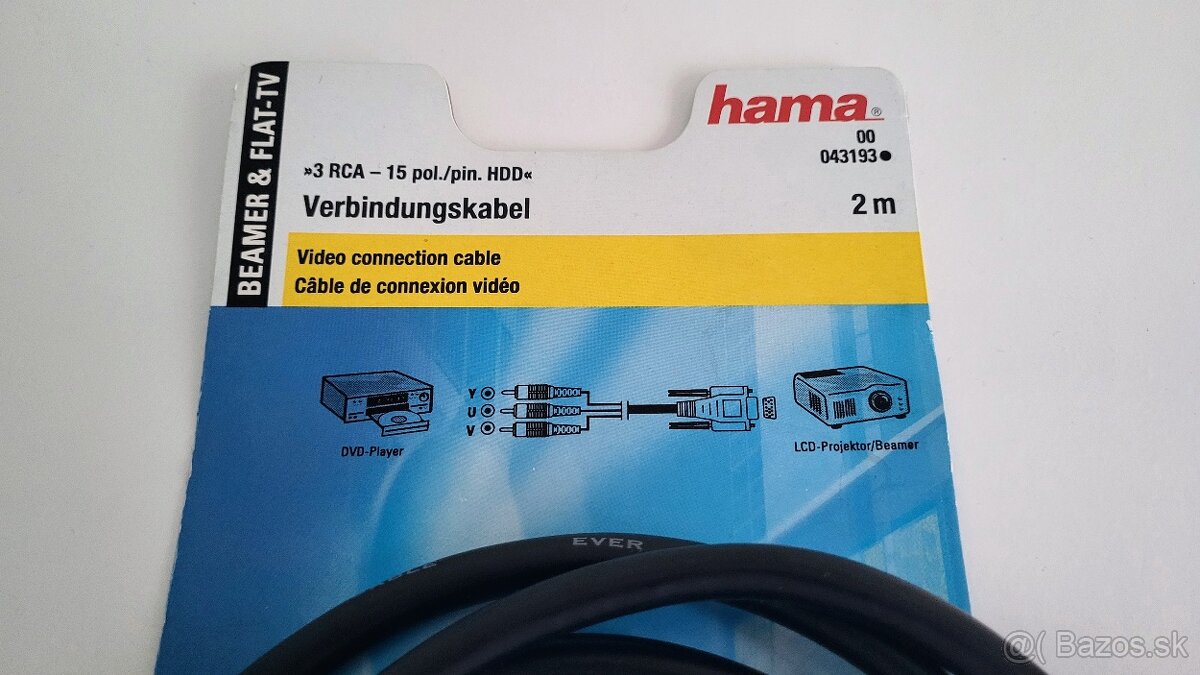 BEAMER & FLAT-TV
hama®
00
043193●
»3 RCA – 15 pol./pin. HDD«
Verbindungskabel
2 m
Video connection cable
Câble de connexion vidéo
Y
U
V
DVD-Player
LCD-Projektor/Beamer
EVER
@( Bazos.sk